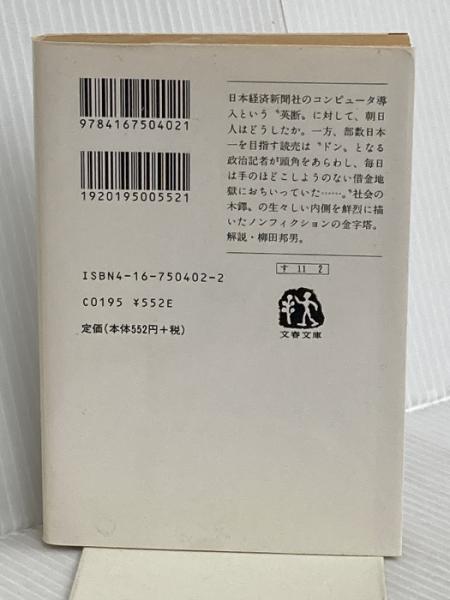 9784167504021
1920195005521
ISBN4-16-750402-2
C0195 ¥552E
定価(本体552円+税)
日本経済新聞社のコンピュータ導
入という〝英断〟に対して、朝日
人はどうしたか。一方、部数日本
一を目指す読売は〝ドン〟となる
政治記者が頭角をあらわし、毎日
は手のほどこしようのない借金地
獄におちいっていた……。〝社会の
木鐸〟の生々しい内側を鮮烈に描
いたノンフィクションの金字塔。
解説・柳田邦男。
す 11 2
文春文庫